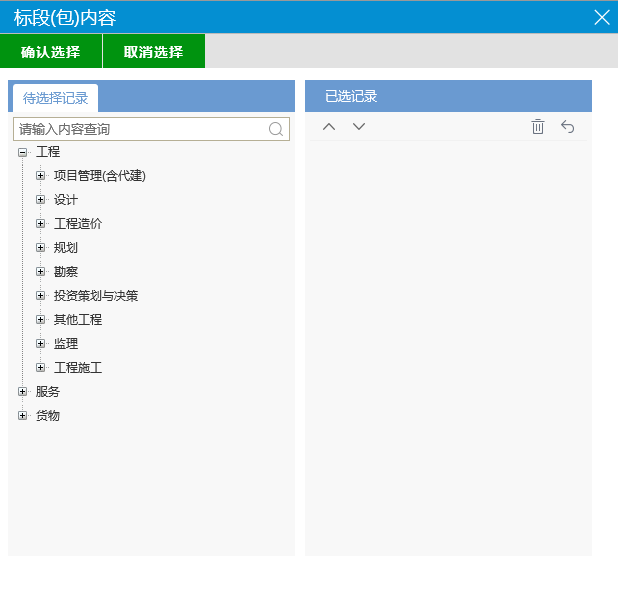 标段(包)内容
确认选择 取消选择
待选择记录
已选记录
请输入内容查询
工程
项目管理(含代建)
设计
工程造价
规划
勘察
投资策划与决策
其他工程
监理
工程施工
服务
货物